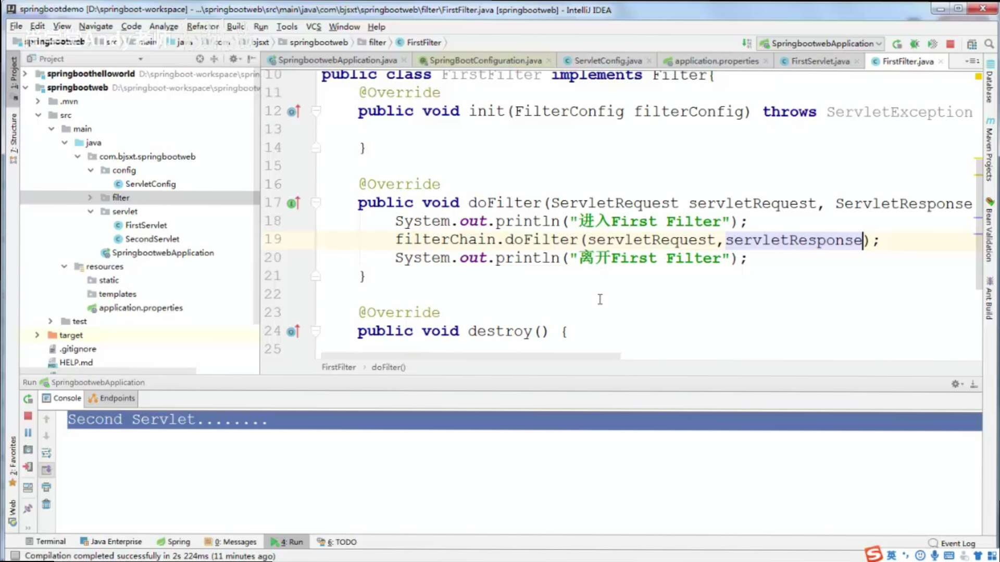 springbootdemo [D:\springboot-workspace] - ...\springbootweb\src\main\java\com\bjsxt\springbootweb\filter\FirstFilter.java [springbootweb] - IntelliJ IDEA
File Edit View Navigate Code Analyze Refactor Build Run Tools VCS Window Help
springbootweb src main java com bjsxt springbootweb filter FirstFilter
SpringbootwebApplication
Project
SpringbootwebApplication.java SpringBootConfiguration.java ServletConfig.java application.properties FirstServlet.java FirstFilter.java
1: Project
7: Structure
2: Favorites
Web
springboothelloworld D:\springboot-workspace\sprin
springbootweb D:\springboot-workspace\springbootw
.mvn
src
main
java
com.bjsxt.springbootweb
config
ServletConfig
filter
servlet
FirstServlet
SecondServlet
SpringbootwebApplication
resources
static
templates
application.properties
test
target
.gitignore
HELP.md
10 public class FirstFilter implements Filter{
11 @Override
12 public void init(FilterConfig filterConfig) throws ServletException
13
14 }
15
16 @Override
17 public void doFilter(ServletRequest servletRequest, ServletResponse
18 System.out.println("进入First Filter");
19 filterChain.doFilter(servletRequest,servletResponse);
20 System.out.println("离开First Filter");
21 }
22
23 @Override
24 public void destroy() {
25
FirstFilter › doFilter()
Database
Maven Projects
Bean Validation
Ant Build
Run SpringbootwebApplication
Console Endpoints
Second Servlet........
Terminal Java Enterprise Spring 0: Messages 4: Run 6: TODO
Event Log
Compilation completed successfully in 2s 224ms (11 minutes ago)
英